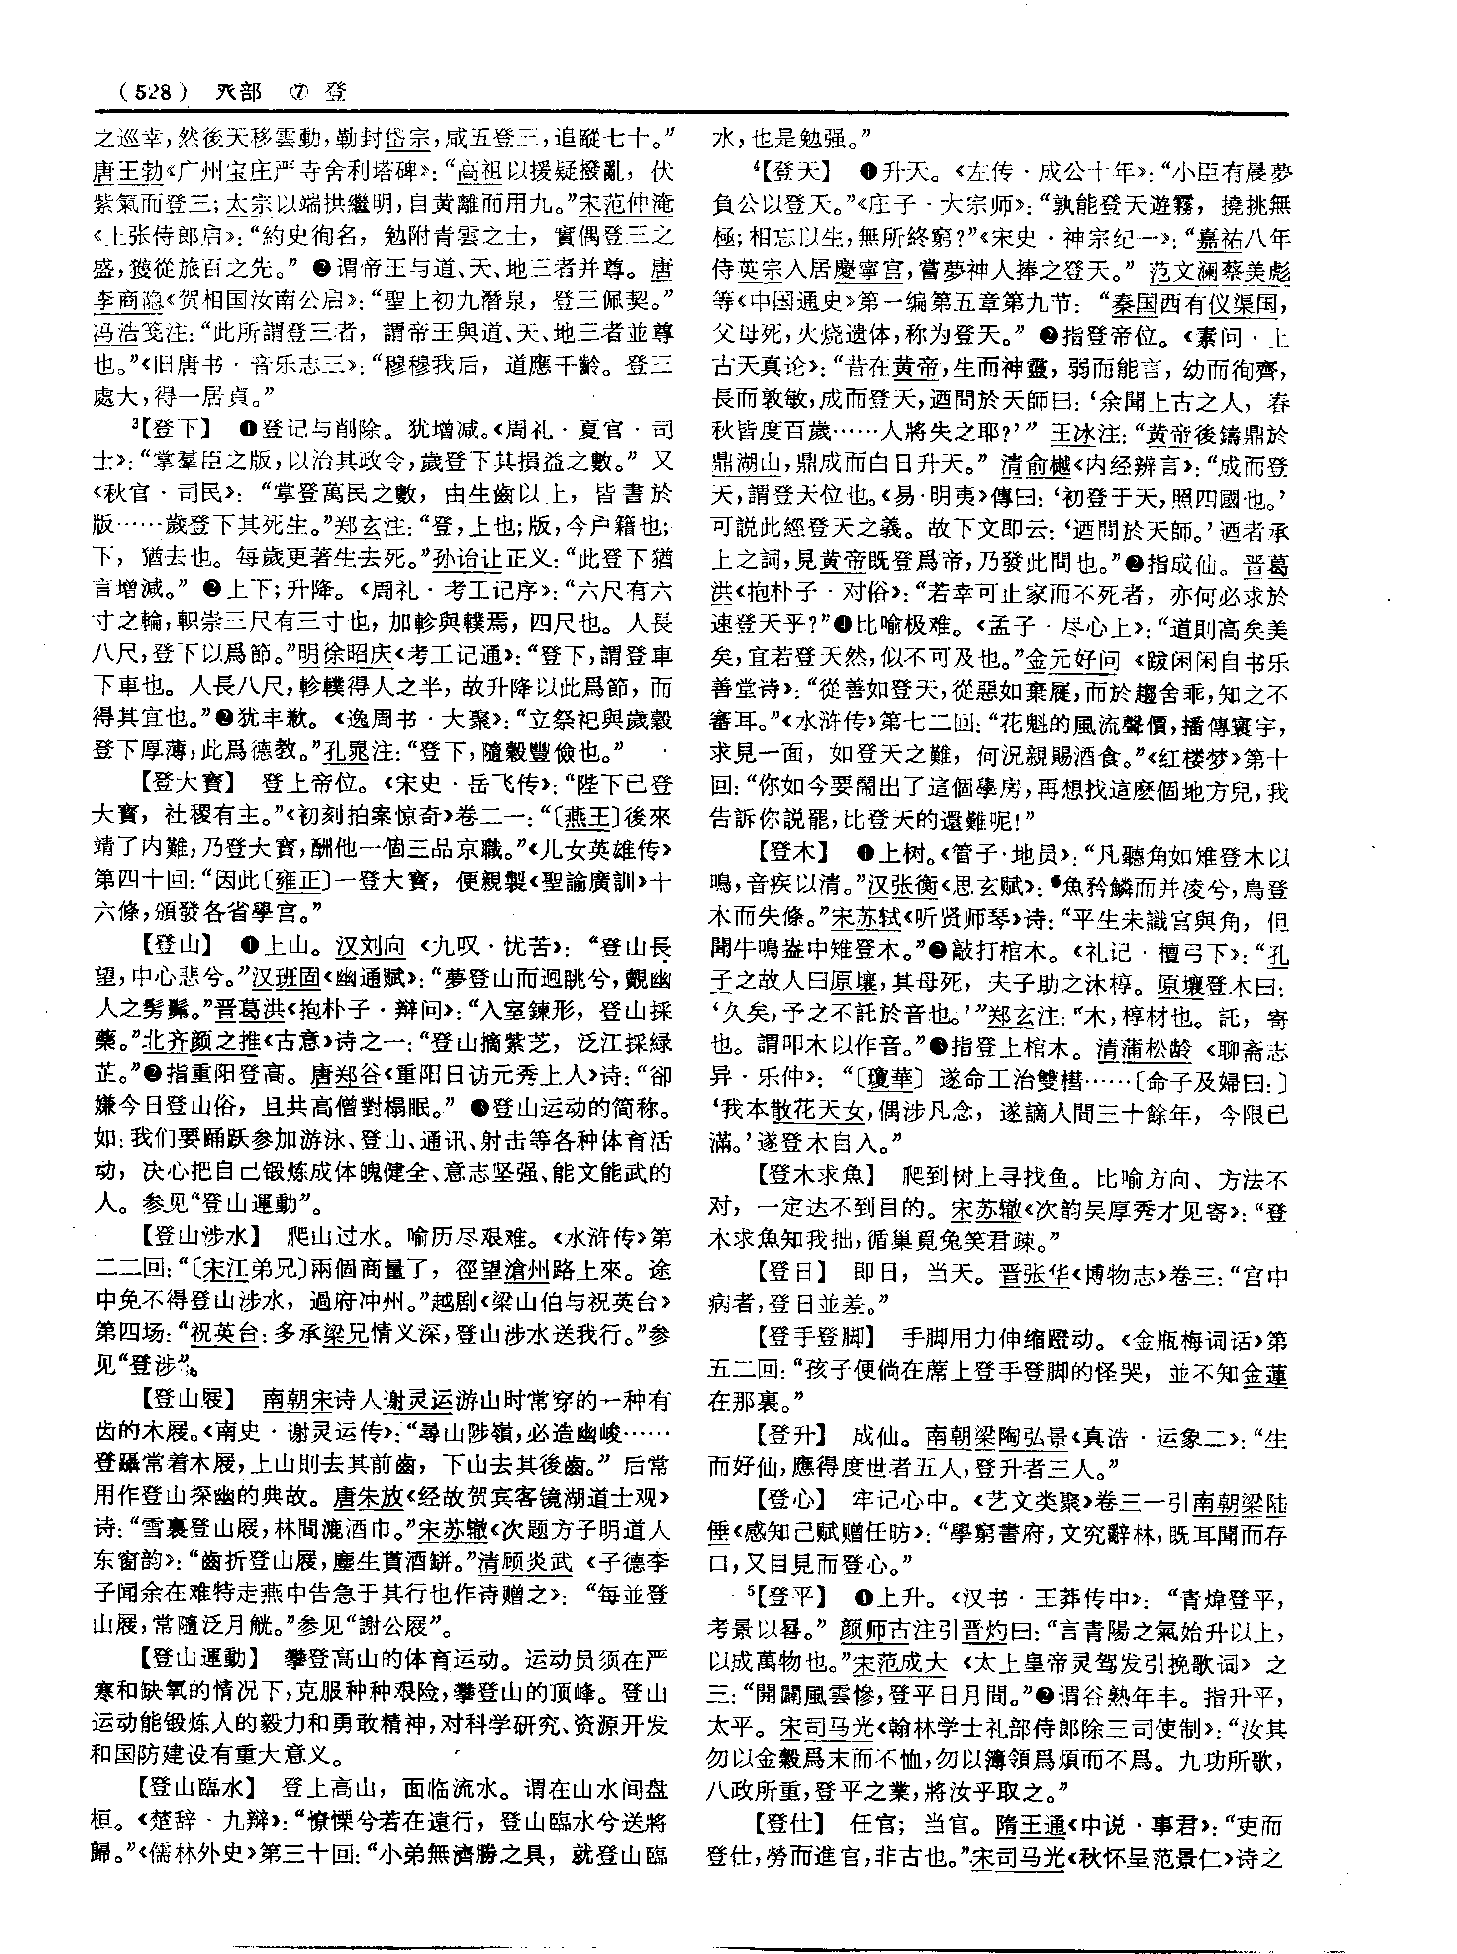 (528) 癶部 ⑦ 登
之巡幸，然後天移雲動，勒封岱宗，咸五登三，追蹤七十。”
唐王勃《广州宝庄严寺舍利塔碑》：“高祖以援疑撥亂，伏
紫氣而登三；太宗以端拱繼明，自黄離而用九。”宋范仲淹
《上张侍郎启》：“約史徇名，勉附青雲之士，實偶登三之
盛，獲從旅百之先。”❷谓帝王与道、天、地三者并尊。唐
李商隐《贺相国汝南公启》：“聖上初九潛泉，登三佩契。”
冯浩笺注：“此所謂登三者，謂帝王與道、天、地三者並尊
也。”《旧唐书·音乐志三》：“穆穆我后，道應千齡。登三
處大，得一居貞。”
³【登下】 ❶登记与削除。犹增减。《周礼·夏官·司
士》：“掌羣臣之版，以治其政令，歲登下其損益之數。”又
《秋官·司民》：“掌登萬民之數，由生齒以上，皆書於
版……歲登下其死生。”郑玄注：“登，上也；版，今户籍也；
下，猶去也。每歲更著生去死。”孙诒让正义：“此登下猶
言增減。”❷上下；升降。《周礼·考工记序》：“六尺有六
寸之輪，軹崇三尺有三寸也，加軫與轐焉，四尺也。人長
八尺，登下以爲節。”明徐昭庆《考工记通》：“登下，謂登車
下車也。人長八尺，軫轐得人之半，故升降以此爲節，而
得其宜也。”❸犹丰歉。《逸周书·大聚》：“立祭祀與歲穀
登下厚薄，此爲德教。”孔晁注：“登下，隨穀豐儉也。”
【登大寳】 登上帝位。《宋史·岳飞传》：“陛下已登
大寳，社稷有主。”《初刻拍案惊奇》卷二一：“〔燕王〕後來
靖了内難，乃登大寳，酬他一個三品京職。”《儿女英雄传》
第四十回：“因此〔雍正〕一登大寳，便親製《聖諭廣訓》十
六條，頒發各省學宫。”
【登山】 ❶上山。汉刘向《九叹·忧苦》：“登山長
望，中心悲兮。”汉班固《幽通赋》：“夢登山而迥眺兮，覿幽
人之髣髴。”晋葛洪《抱朴子·辩问》：“入室鍊形，登山採
藥。”北齐颜之推《古意》诗之一：“登山摘紫芝，泛江採緑
芷。”❷指重阳登高。唐郑谷《重阳日访元秀上人》诗：“卻
嫌今日登山俗，且共高僧對榻眠。”❸登山运动的简称。
如：我们要踊跃参加游泳、登山、通讯、射击等各种体育活
动，决心把自己锻炼成体魄健全、意志坚强、能文能武的
人。参见“登山運動”。
【登山涉水】 爬山过水。喻历尽艰难。《水浒传》第
二二回：“〔宋江弟兄〕兩個商量了，徑望滄州路上來。途
中免不得登山涉水，過府冲州。”越剧《梁山伯与祝英台》
第四场：“祝英台：多承梁兄情义深，登山涉水送我行。”参
见“登涉”。
【登山屐】 南朝宋诗人谢灵运游山时常穿的一种有
齿的木屐。《南史·谢灵运传》：“尋山陟嶺，必造幽峻……
登躡常着木屐，上山則去其前齒，下山去其後齒。”后常
用作登山探幽的典故。唐朱放《经故贺宾客镜湖道士观》
诗：“雪裏登山屐，林間漉酒巾。”宋苏辙《次题方子明道人
东窗韵》：“齒折登山屐，塵生貰酒缾。”清顾炎武《子德李
子闻余在难特走燕中告急于其行也作诗赠之》：“每並登
山屐，常隨泛月觥。”参见“謝公屐”。
【登山運動】 攀登高山的体育运动。运动员须在严
寒和缺氧的情况下，克服种种艰险，攀登山的顶峰。登山
运动能锻炼人的毅力和勇敢精神，对科学研究、资源开发
和国防建设有重大意义。
【登山臨水】 登上高山，面临流水。谓在山水间盘
桓。《楚辞·九辩》：“憭慄兮若在遠行，登山臨水兮送將
歸。”《儒林外史》第三十回：“小弟無濟勝之具，就登山臨
水，也是勉强。”
⁴【登天】 ❶升天。《左传·成公十年》：“小臣有晨夢
負公以登天。”《庄子·大宗师》：“孰能登天遊霧，撓挑無
極；相忘以生，無所終窮？”《宋史·神宗纪一》：“嘉祐八年
侍英宗入居慶寧宫，嘗夢神人捧之登天。”范文澜蔡美彪
等《中国通史》第一编第五章第九节：“秦国西有仪渠国，
父母死，火烧遗体，称为登天。”❷指登帝位。《素问·上
古天真论》：“昔在黄帝，生而神靈，弱而能言，幼而徇齊，
長而敦敏，成而登天，迺問於天師曰：‘余聞上古之人，春
秋皆度百歲……人將失之耶？’”王冰注：“黄帝後鑄鼎於
鼎湖山，鼎成而白日升天。”清俞樾《内经辨言》：“成而登
天，謂登天位也。《易·明夷》傳曰：‘初登于天，照四國也。’
可説此經登天之義。故下文即云：‘迺問於天師。’迺者承
上之詞，見黄帝既登爲帝，乃發此問也。”❷指成仙。晋葛
洪《抱朴子·对俗》：“若幸可止家而不死者，亦何必求於
速登天乎？”❹比喻极难。《孟子·尽心上》：“道則高矣美
矣，宜若登天然，似不可及也。”金元好问《跋闲闲自书乐
善堂诗》：“從善如登天，從惡如棄屣，而於趨舍乖，知之不
審耳。”《水浒传》第七二回：“花魁的風流聲價，播傳寰宇，
求見一面，如登天之難，何況親賜酒食。”《红楼梦》第十
回：“你如今要鬧出了這個學房，再想找這麽個地方兒，我
告訴你説罷，比登天的還難呢！”
【登木】 ❶上树。《管子·地员》：“凡聽角如雉登木以
鳴，音疾以清。”汉张衡《思玄赋》：“魚矜鱗而并凌兮，鳥登
木而失條。”宋苏轼《听贤师琴》诗：“平生未識宫與角，但
聞牛鳴盎中雉登木。”❷敲打棺木。《礼记·檀弓下》：“孔
子之故人曰原壤，其母死，夫子助之沐椁。原壤登木曰：
‘久矣，予之不託於音也。’”郑玄注：“木，椁材也。託，寄
也。謂叩木以作音。”❸指登上棺木。清蒲松龄《聊斋志
异·乐仲》：“〔瓊華〕遂命工治雙槥……〔命子及婦曰：〕
‘我本散花天女，偶涉凡念，遂謫人間三十餘年，今限已
滿。’遂登木自入。”
【登木求魚】 爬到树上寻找鱼。比喻方向、方法不
对，一定达不到目的。宋苏辙《次韵吴厚秀才见寄》：“登
木求魚知我拙，循巢覓兔笑君疎。”
【登日】 即日，当天。晋张华《博物志》卷三：“宫中
病者，登日並差。”
【登手登脚】 手脚用力伸缩蹬动。《金瓶梅词话》第
五二回：“孩子便倘在蓆上登手登脚的怪哭，並不知金蓮
在那裏。”
【登升】 成仙。南朝梁陶弘景《真诰·运象二》：“生
而好仙，應得度世者五人，登升者三人。”
【登心】 牢记心中。《艺文类聚》卷三一引南朝梁陆
倕《感知己赋赠任昉》：“學窮書府，文究辭林，既耳聞而存
口，又目見而登心。”
⁵【登平】 ❶上升。《汉书·王莽传中》：“青煒登平，
考景以晷。”颜师古注引晋灼曰：“言青陽之氣始升以上，
以成萬物也。”宋范成大《太上皇帝灵驾发引挽歌词》之
三：“開闢風雲慘，登平日月間。”❷谓谷熟年丰。指升平，
太平。宋司马光《翰林学士礼部侍郎除三司使制》：“汝其
勿以金穀爲末而不恤，勿以簿領爲煩而不爲。九功所歌，
八政所重，登平之業，將汝乎取之。”
【登仕】 任官；当官。隋王通《中说·事君》：“吏而
登仕，勞而進官，非古也。”宋司马光《秋怀呈范景仁》诗之